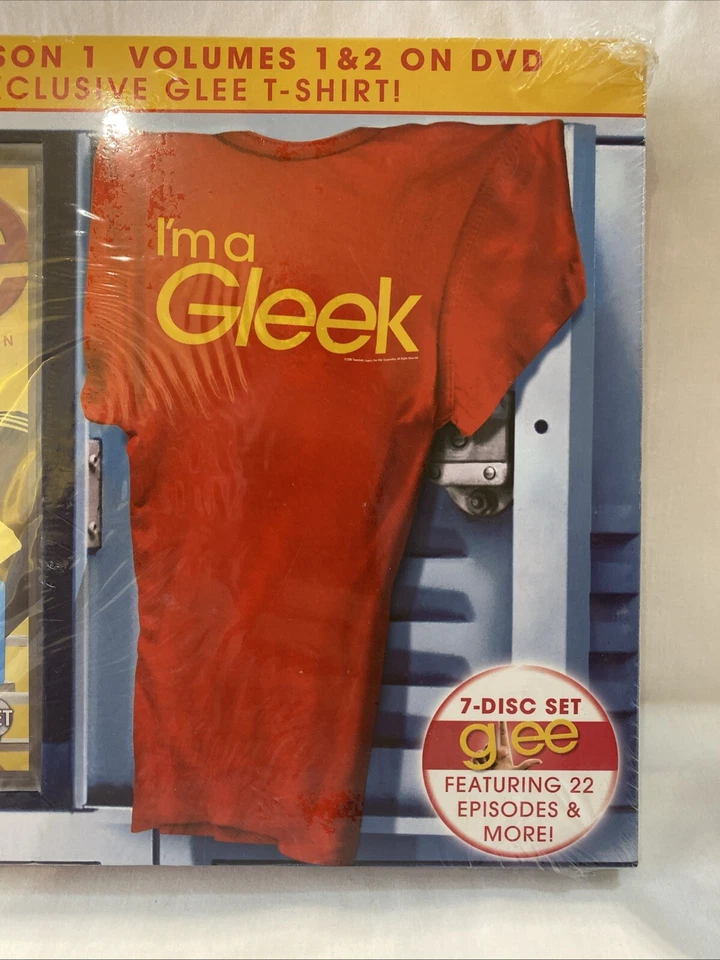 SON 1 VOLUMES 1&2 ON DVD
CLUSIVE GLEE T-SHIRT!
I'm a
Gleek
7-DISC SET
glee
FEATURING 22
EPISODES &
MORE!